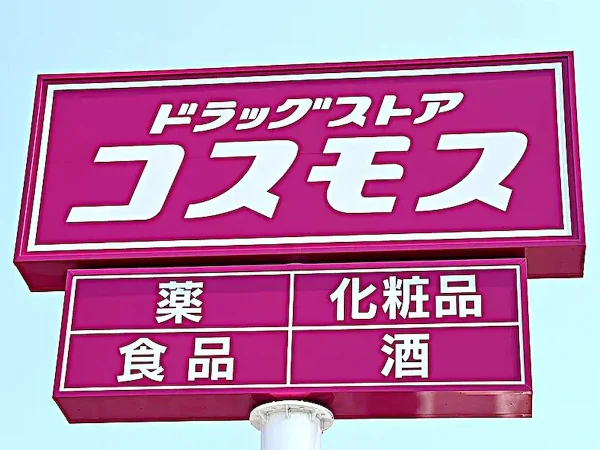 ドラッグストア
コスモス
薬 化粧品
食品 酒